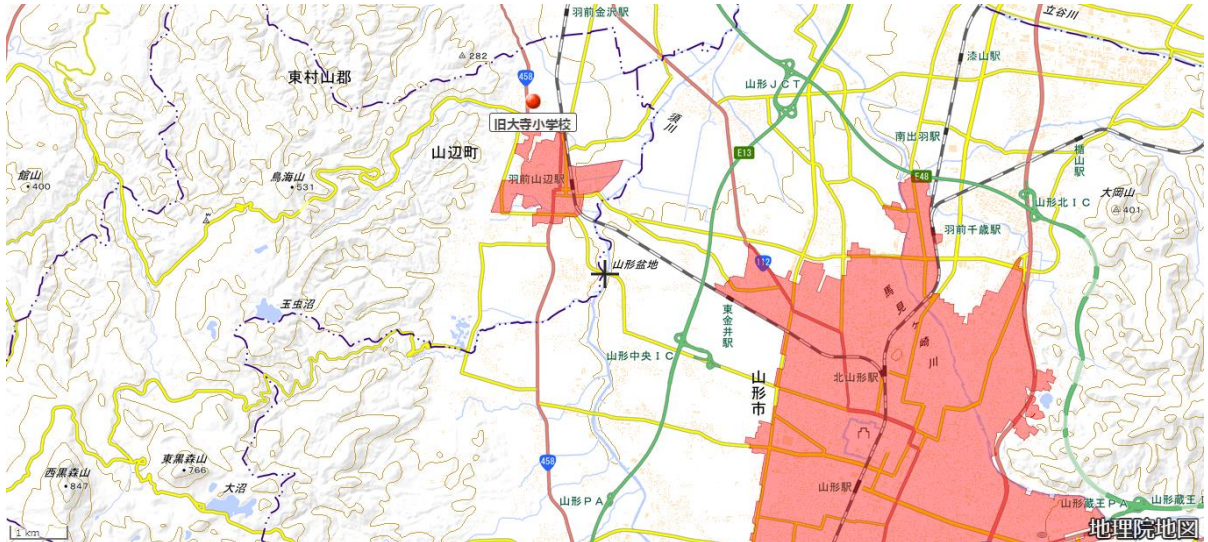 羽前金沢駅
立谷川
漆山駅
282
458
東村山郡
山形JCT
旧大寺小学校
須川
南出羽駅
楯山駅
山辺町
E13
E48
館山
400
鳥海山
531
羽前山辺駅
大岡山
401
山形北IC
羽前千歳駅
山形盆地
112
馬見ヶ崎川
玉虫沼
東金井駅
山形中央IC
北山形駅
山形市
東黒森山
766
西黒森山
847
大沼
458
山形PA
山形駅
山形蔵王PA
山形蔵王I
1 km
地理院地図